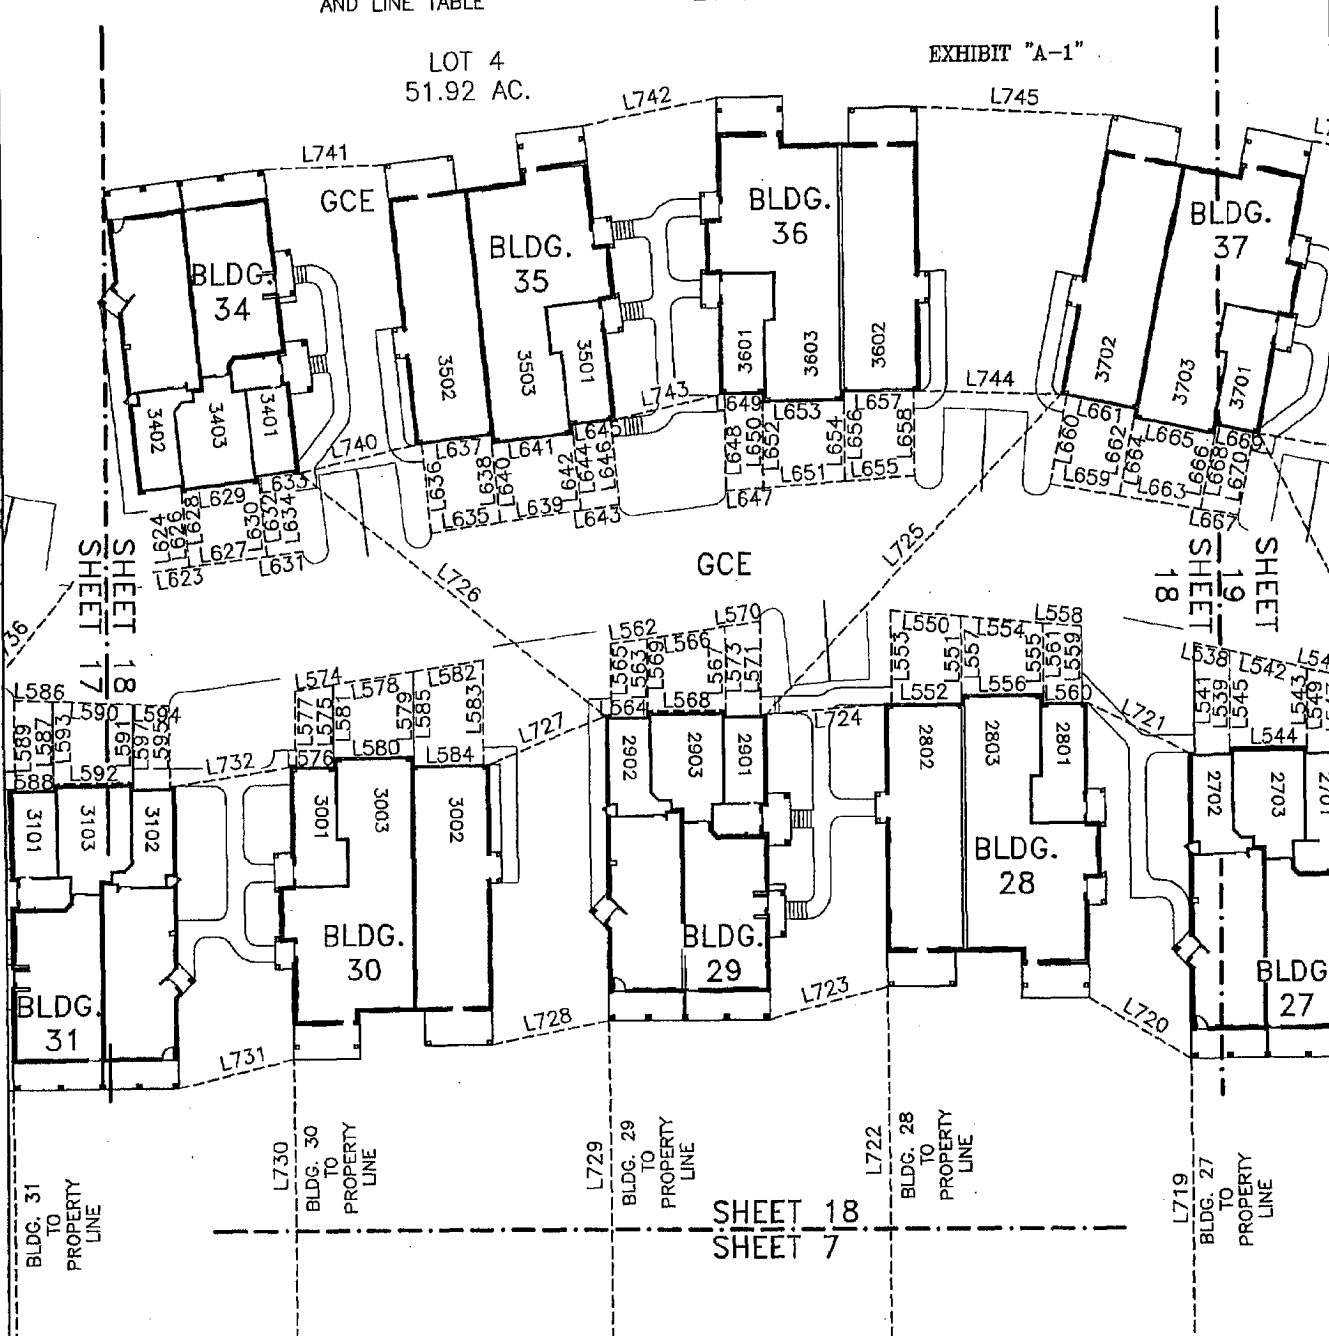 AND LINE TABLE
LOT 4
51.92 AC.
EXHIBIT "A-1"
L742
L745
L741
GCE
BLDG.
34
BLDG.
35
BLDG.
36
BLDG.
37
3402
3403
3401
3502
3503
3501
3601
3603
3602
3702
3703
3701
L740
L743
L744
L633
L629
L637
L641
L645
L649
L653
L657
L661
L665
L669
L624
L626
L628
L630
L632
L634
L636
L638
L640
L642
L644
L646
L648
L650
L652
L654
L656
L658
L660
L662
L664
L666
L668
L670
L623
L627
L631
L635
L639
L643
L647
L651
L655
L659
L663
L667
SHEET 17
SHEET 18
SHEET 18
SHEET 19
36
L726
GCE
L725
L586
L590
L594
L574
L578
L582
L562
L566
L570
L550
L554
L558
L538
L542
L54
L589
L587
L593
L591
L597
L595
L577
L575
L581
L579
L585
L583
L565
L563
L569
L567
L573
L571
L553
L551
L557
L555
L561
L559
L541
L539
L545
L543
L549
588
L592
L732
L576
L580
L584
L727
L564
L568
L724
L552
L556
L560
L721
L544
3101
3103
3102
3001
3003
3002
2902
2903
2901
2802
2803
2801
2702
2703
2701
BLDG.
31
BLDG.
30
BLDG.
29
BLDG.
28
BLDG
27
L731
L728
L723
L720
BLDG. 31
TO
PROPERTY
LINE
L730
BLDG. 30
TO
PROPERTY
LINE
L729
BLDG. 29
TO
PROPERTY
LINE
L722
BLDG. 28
TO
PROPERTY
LINE
L719
BLDG. 27
TO
PROPERTY
LINE
SHEET 18
SHEET 7